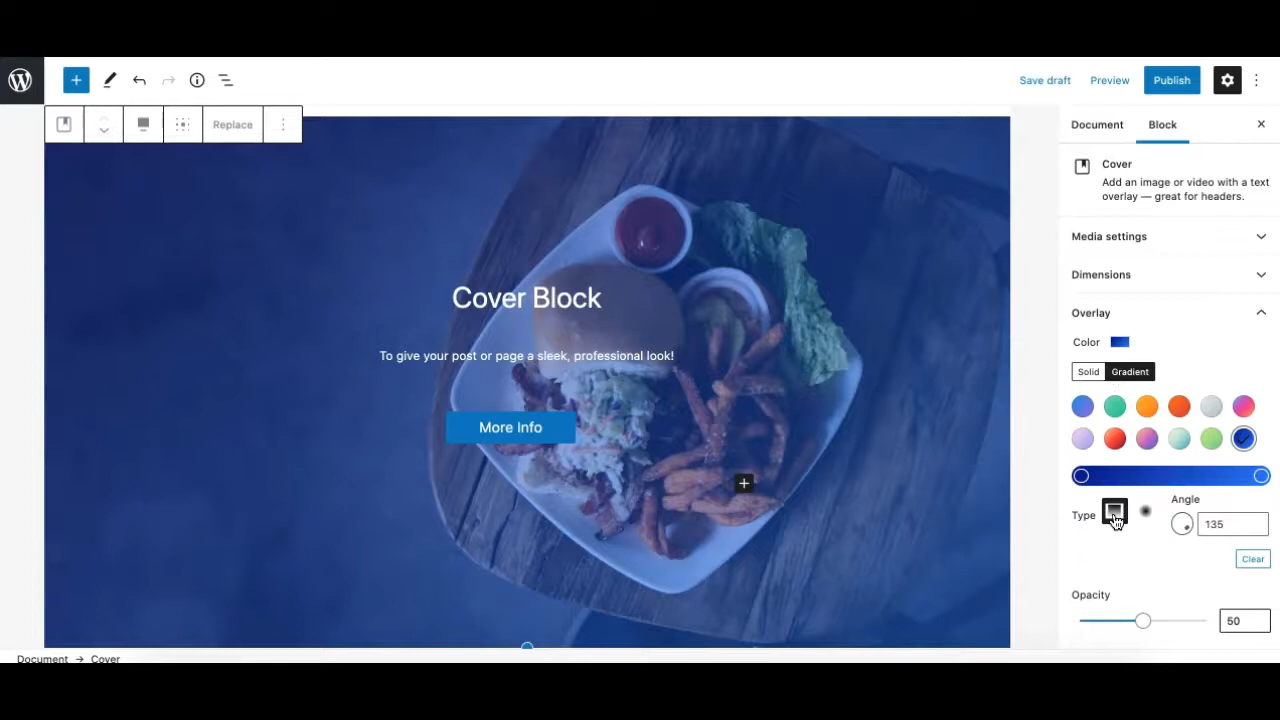 Save draft
Preview
Publish
Replace
Document
Block
Cover
Add an image or video with a text
overlay — great for headers.
Media settings
Dimensions
Overlay
Color
Solid
Gradient
Cover Block
To give your post or page a sleek, professional look!
More Info
Type
Angle
135
Clear
Opacity
50
Document → Cover